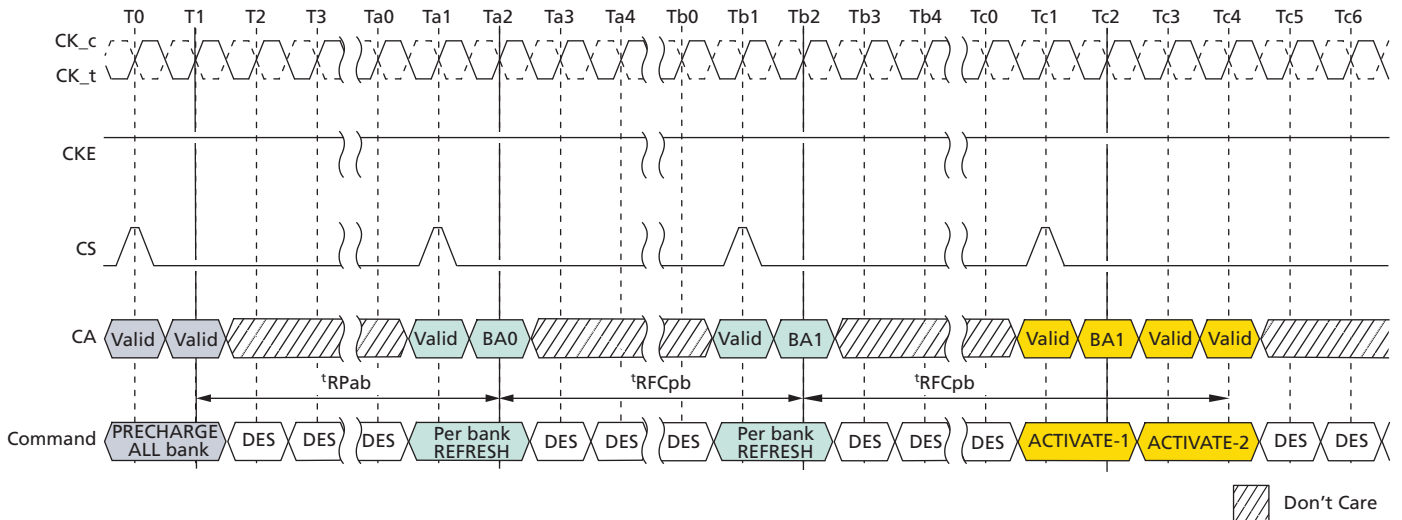 T0 T1 T2 T3 Ta0 Ta1 Ta2 Ta3 Ta4 Tb0 Tb1 Tb2 Tb3 Tb4 Tc0 Tc1 Tc2 Tc3 Tc4 Tc5 Tc6
CK_c
CK_t
CKE
CS
CA Valid Valid Valid BA0 Valid BA1 Valid BA1 Valid Valid
tRPab tRFCpb tRFCpb
Command PRECHARGE ALL bank DES DES DES Per bank REFRESH DES DES DES Per bank REFRESH DES DES DES ACTIVATE-1 ACTIVATE-2 DES DES
Don't Care